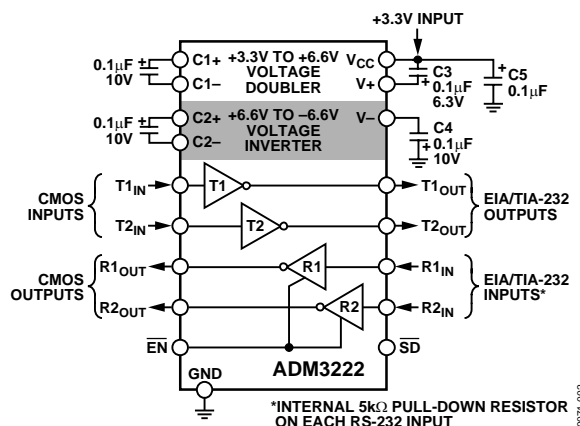 +3.3V INPUT
0.1μF
10V
C1+
C1–
+3.3V TO +6.6V
VOLTAGE
DOUBLER
VCC
V+
C3
0.1μF
6.3V
C5
0.1μF
0.1μF
10V
C2+
C2–
+6.6V TO –6.6V
VOLTAGE
INVERTER
V–
C4
0.1μF
10V
CMOS
INPUTS
T1IN
T1
T1OUT
T2IN
T2
T2OUT
EIA/TIA-232
OUTPUTS
CMOS
OUTPUTS
R1OUT
R1
R1IN
R2OUT
R2
R2IN
EIA/TIA-232
INPUTS*
EN
SD
GND
ADM3222
*INTERNAL 5kΩ PULL-DOWN RESISTOR
ON EACH RS-232 INPUT